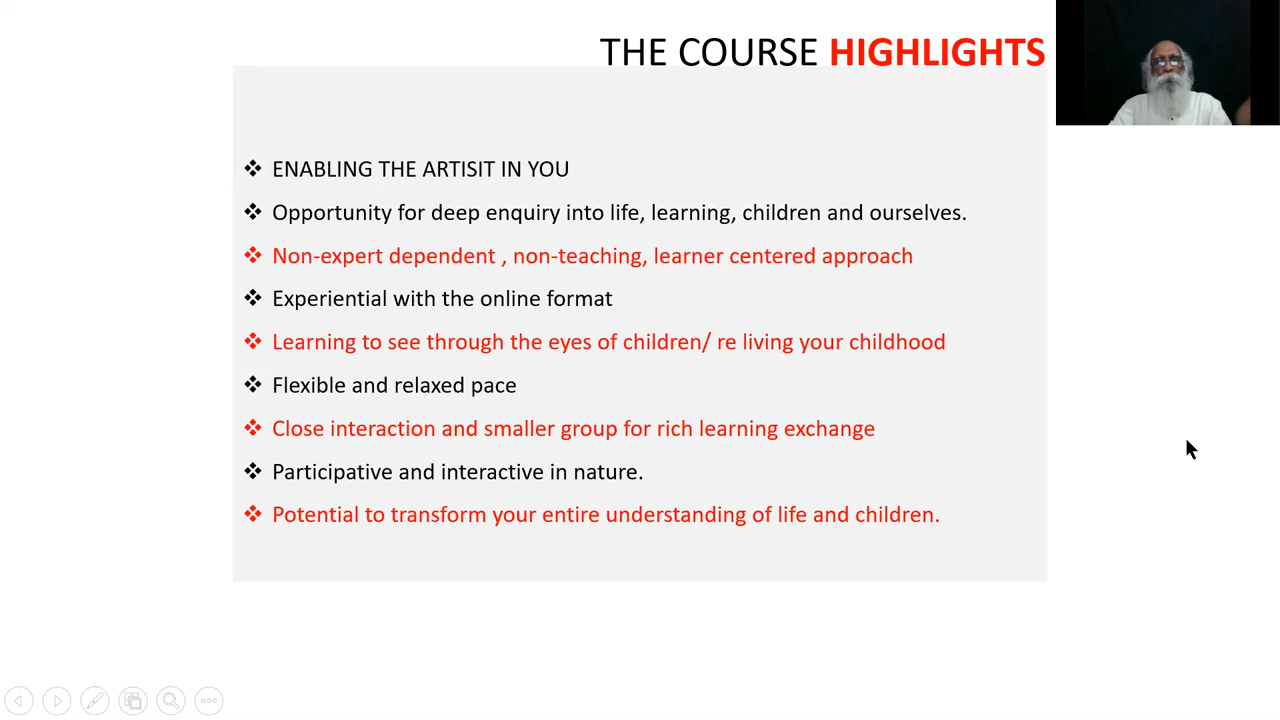 THE COURSE HIGHLIGHTS
ENABLING THE ARTISIT IN YOU
Opportunity for deep enquiry into life, learning, children and ourselves.
Non-expert dependent , non-teaching, learner centered approach
Experiential with the online format
Learning to see through the eyes of children/ re living your childhood
Flexible and relaxed pace
Close interaction and smaller group for rich learning exchange
Participative and interactive in nature.
Potential to transform your entire understanding of life and children.